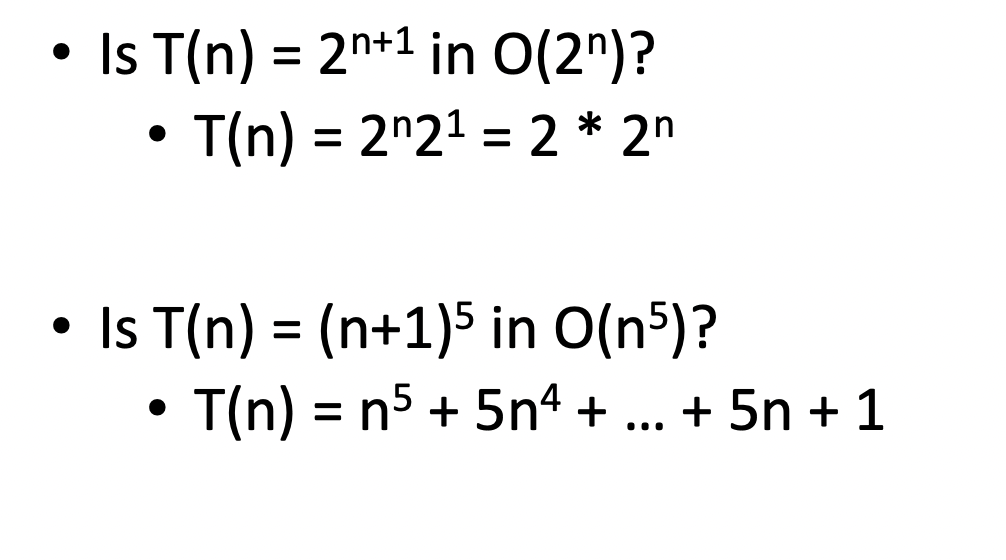 • Is T(n) = 2ⁿ⁺¹ in O(2ⁿ)?
• T(n) = 2ⁿ2¹ = 2 * 2ⁿ
• Is T(n) = (n+1)⁵ in O(n⁵)?
• T(n) = n⁵ + 5n⁴ + ... + 5n + 1